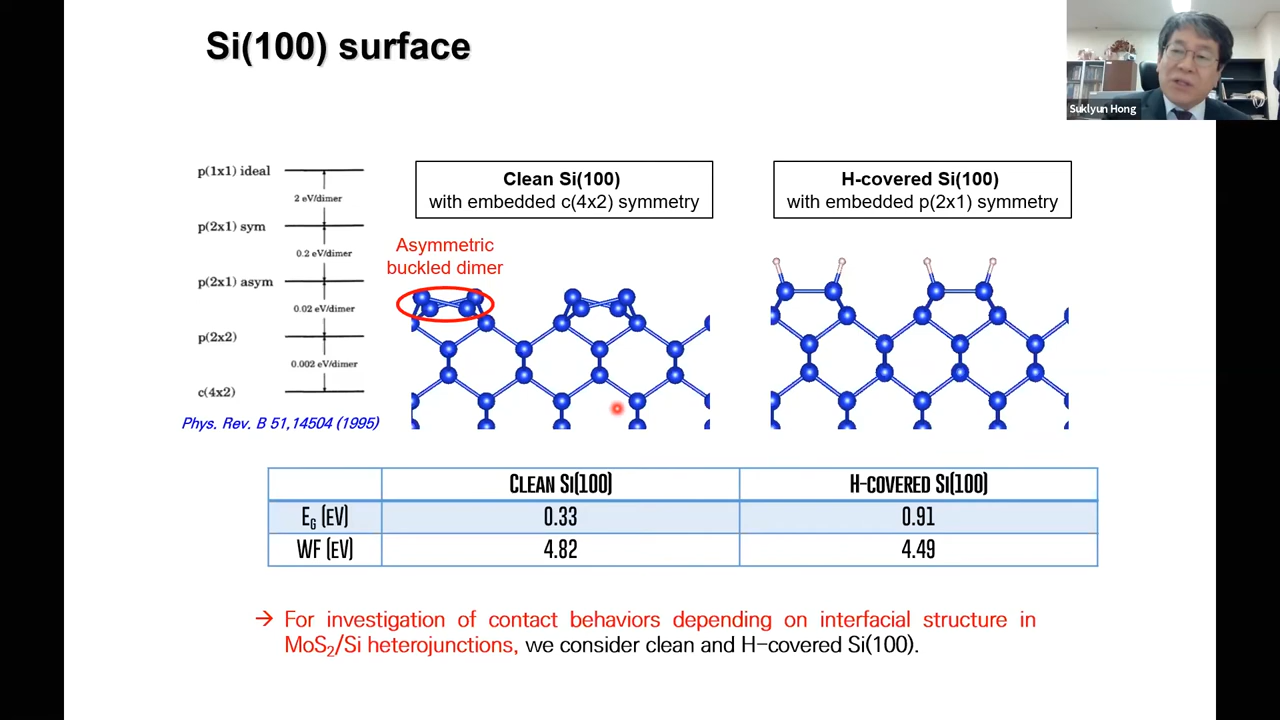 Si(100) surface
Suklyun Hong
p(1x1) ideal
2 eV/dimer
p(2x1) sym
0.2 eV/dimer
p(2x1) asym
0.02 eV/dimer
p(2x2)
0.002 eV/dimer
c(4x2)
Phys. Rev. B 51,14504 (1995)
Clean Si(100)
with embedded c(4x2) symmetry
Asymmetric
buckled dimer
H-covered Si(100)
with embedded p(2x1) symmetry
CLEAN SI(100) H-COVERED SI(100)
EG (EV) 0.33 0.91
WF (EV) 4.82 4.49
→ For investigation of contact behaviors depending on interfacial structure in
MoS2/Si heterojunctions, we consider clean and H-covered Si(100).